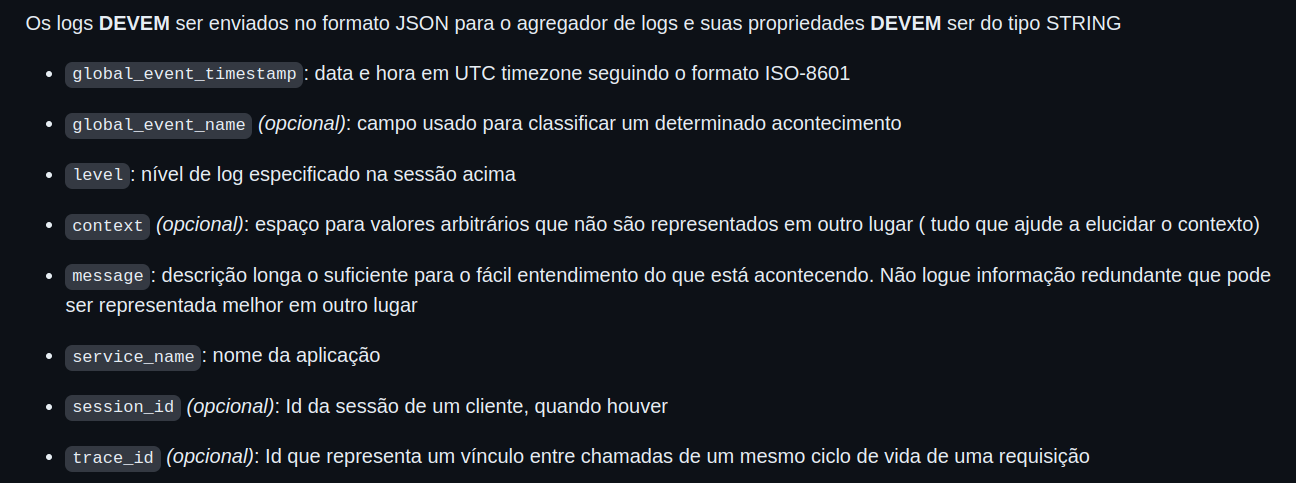 Os logs DEVEM ser enviados no formato JSON para o agregador de logs e suas propriedades DEVEM ser do tipo STRING
• global_event_timestamp: data e hora em UTC timezone seguindo o formato ISO-8601
• global_event_name (opcional): campo usado para classificar um determinado acontecimento
• level: nível de log especificado na sessão acima
• context (opcional): espaço para valores arbitrários que não são representados em outro lugar ( tudo que ajude a elucidar o contexto)
• message: descrição longa o suficiente para o fácil entendimento do que está acontecendo. Não logue informação redundante que pode
ser representada melhor em outro lugar
• service_name: nome da aplicação
• session_id (opcional): Id da sessão de um cliente, quando houver
• trace_id (opcional): Id que representa um vínculo entre chamadas de um mesmo ciclo de vida de uma requisição